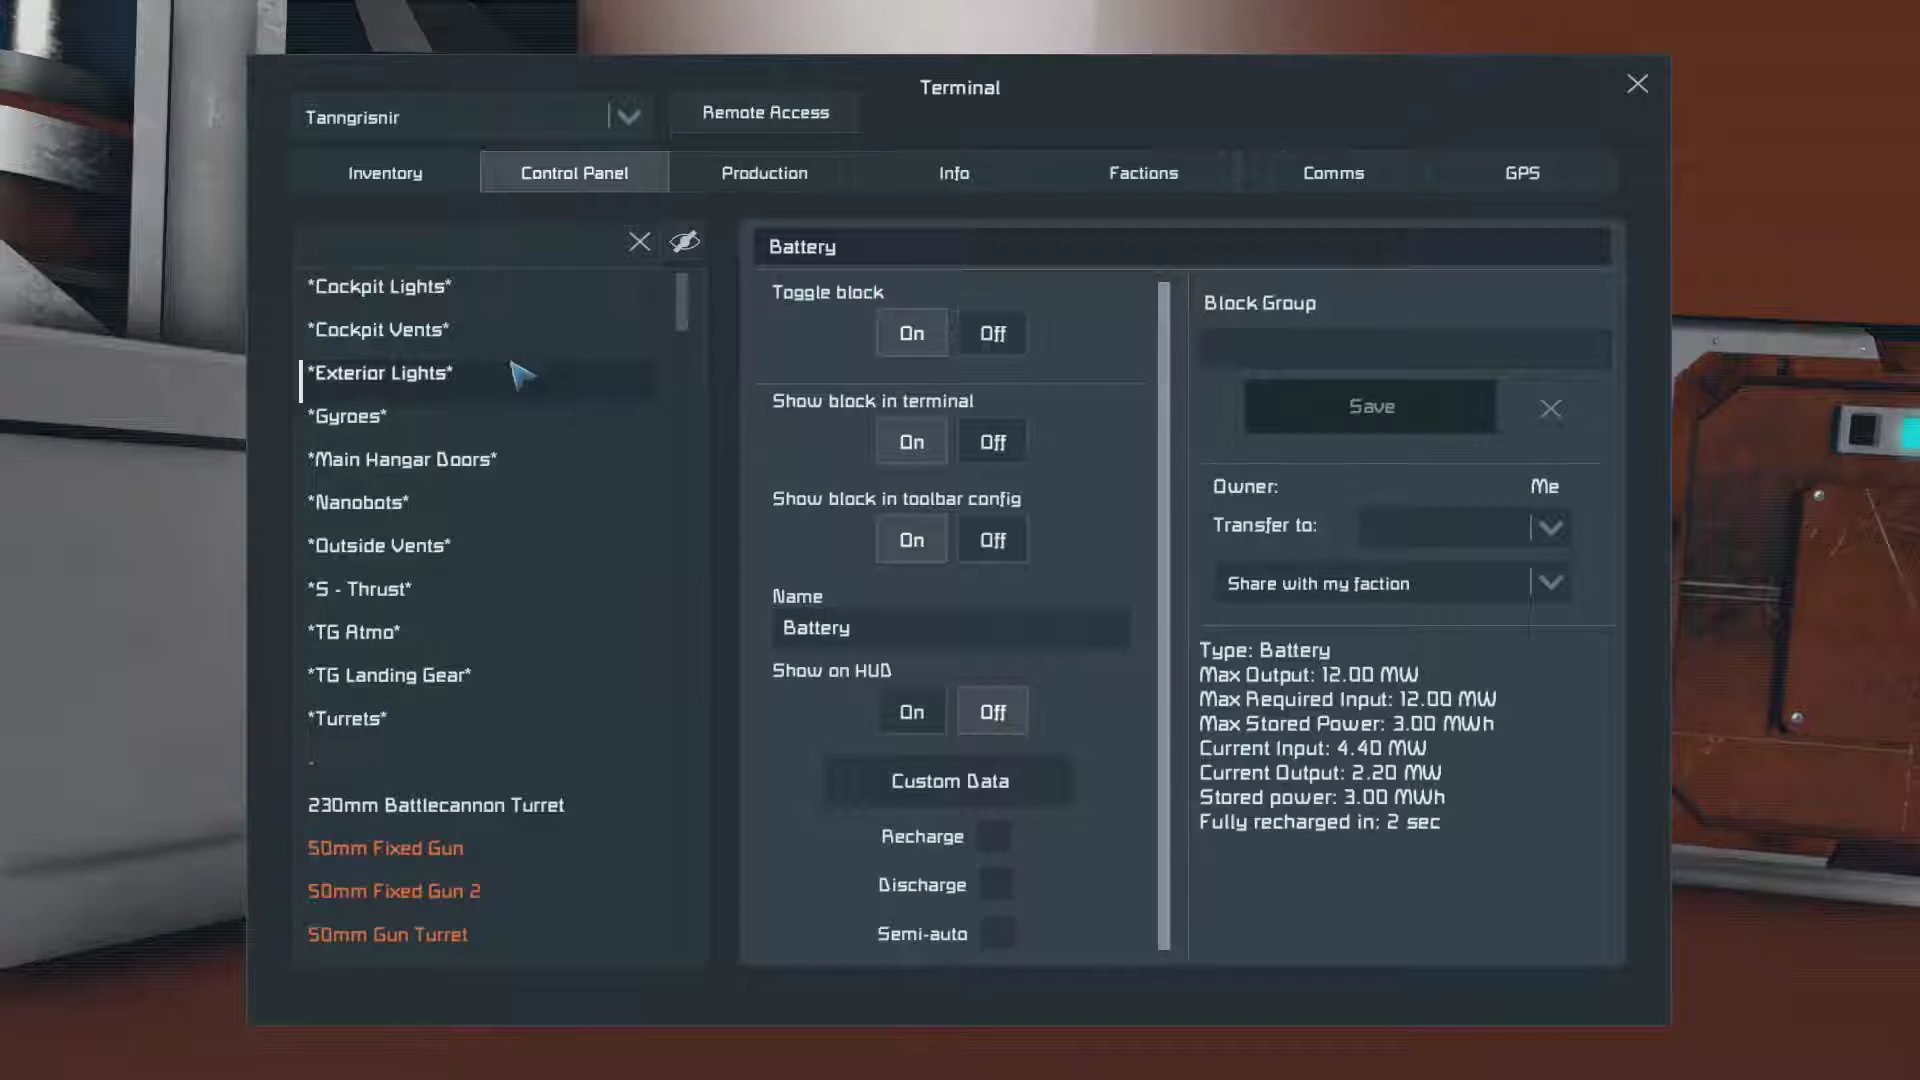 Terminal
Tanngrisnir
Remote Access
Inventory
Control Panel
Production
Info
Factions
Comms
GPS
*Cockpit Lights*
*Cockpit Vents*
*Exterior Lights*
*Gyroes*
*Main Hangar Doors*
*Nanobots*
*Outside Vents*
*S - Thrust*
*TG Atmo*
*TG Landing Gear*
*Turrets*
-
230mm Battlecannon Turret
50mm Fixed Gun
50mm Fixed Gun 2
50mm Gun Turret
Battery
Toggle block
On Off
Show block in terminal
On Off
Show block in toolbar config
On Off
Name
Battery
Show on HUD
On Off
Custom Data
Recharge
Discharge
Semi-auto
Block Group
Save
Owner: Me
Transfer to:
Share with my faction
Type: Battery
Max Output: 12.00 MW
Max Required Input: 12.00 MW
Max Stored Power: 3.00 MWh
Current Input: 4.40 MW
Current Output: 2.20 MW
Stored power: 3.00 MWh
Fully recharged in: 2 sec